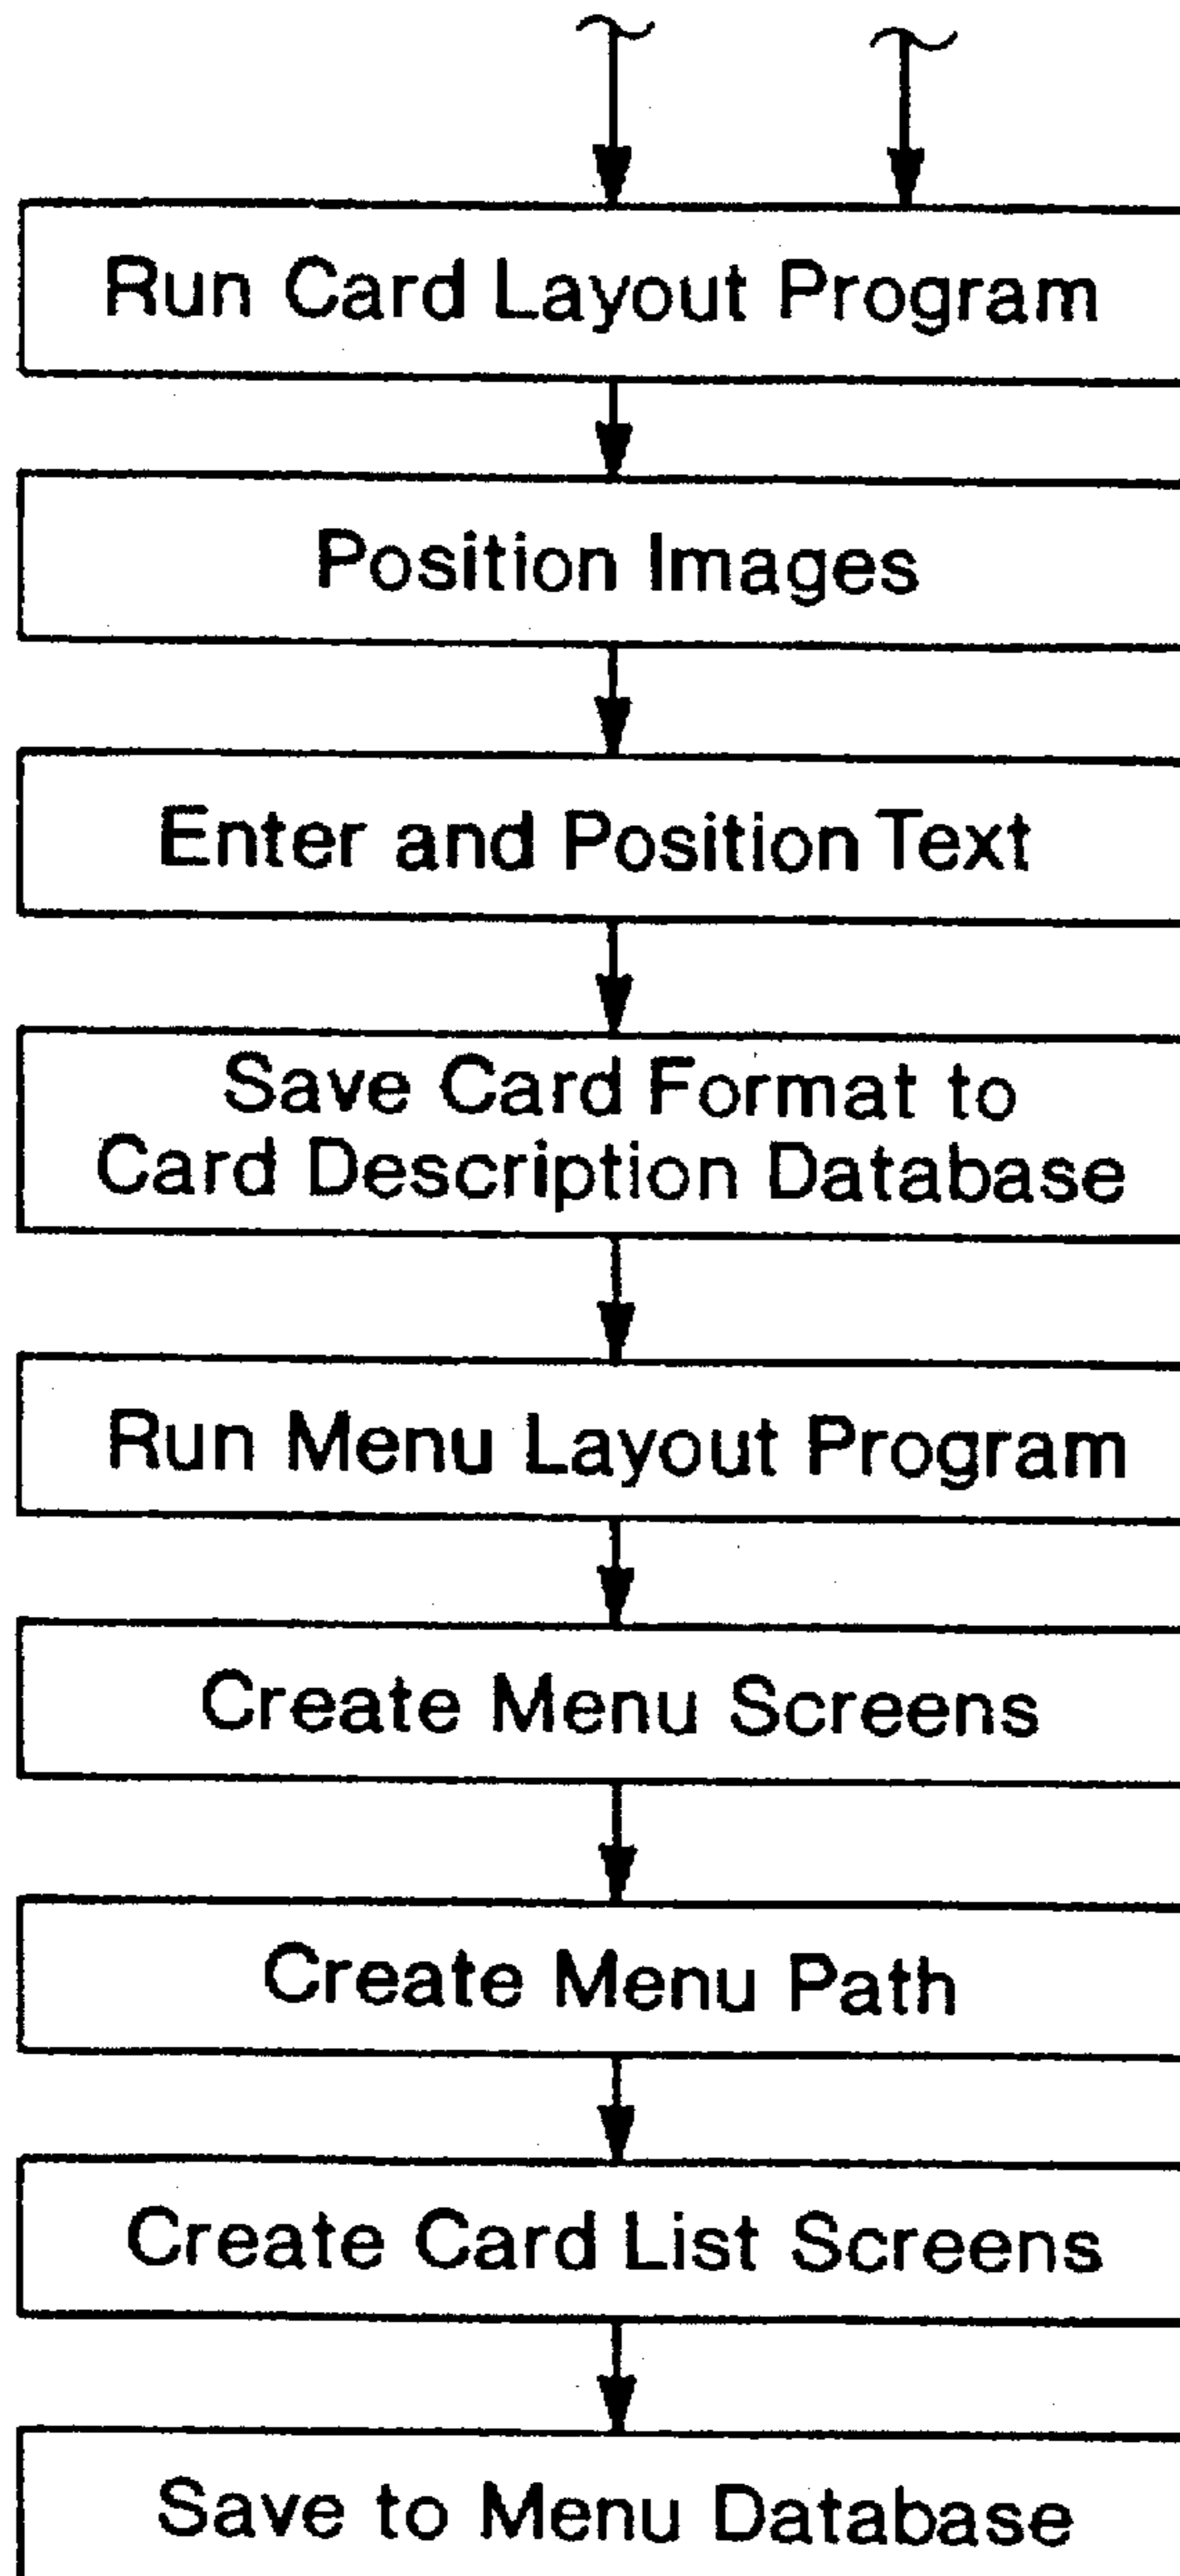 Run Card Layout Program
Position Images
Enter and Position Text
Save Card Format to
Card Description Database
Run Menu Layout Program
Create Menu Screens
Create Menu Path
Create Card List Screens
Save to Menu Database